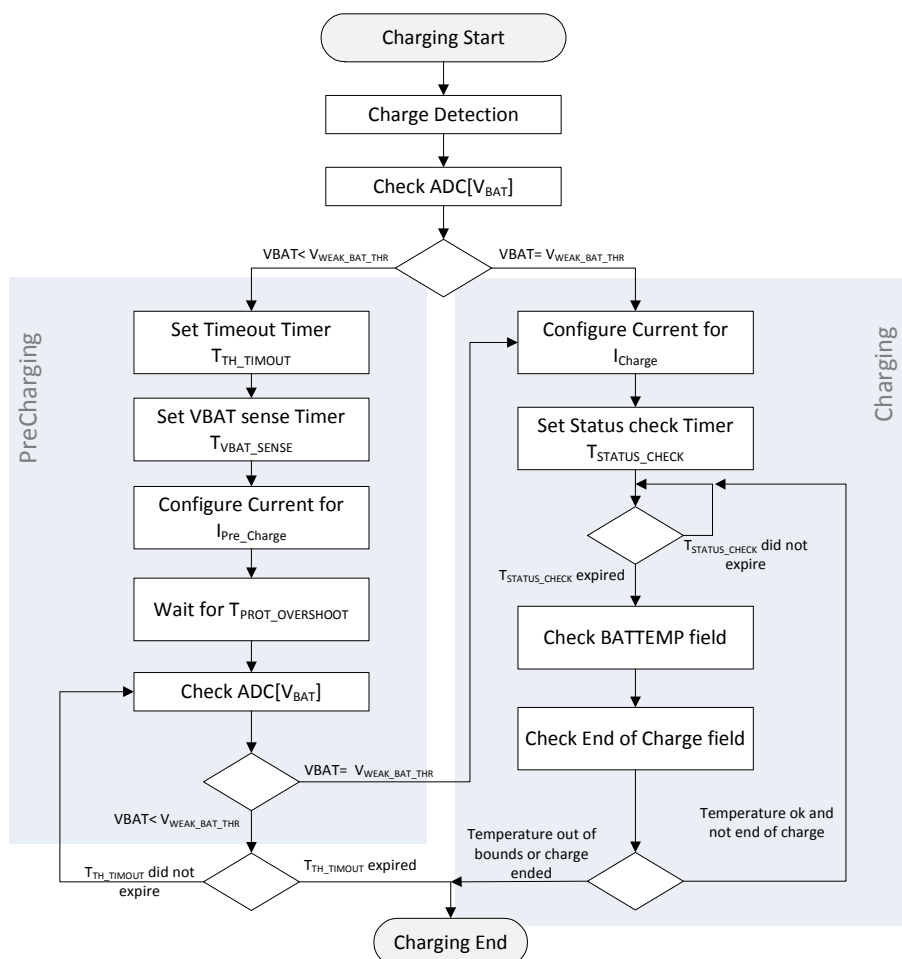 Charging Start
Charge Detection
Check ADC[VBAT]
VBAT< VWEAK_BAT_THR
VBAT= VWEAK_BAT_THR
PreCharging
Set Timeout Timer
TTH_TIMOUT
Set VBAT sense Timer
TVBAT_SENSE
Configure Current for
IPre_Charge
Wait for TPROT_OVERSHOOT
Check ADC[VBAT]
VBAT= VWEAK_BAT_THR
VBAT< VWEAK_BAT_THR
TTH_TIMOUT did not
expire
TTH_TIMOUT expired
Charging
Configure Current for
ICharge
Set Status check Timer
TSTATUS_CHECK
TSTATUS_CHECK did not
expire
TSTATUS_CHECK expired
Check BATTEMP field
Check End of Charge field
Temperature ok and
not end of charge
Temperature out of
bounds or charge
ended
Charging End